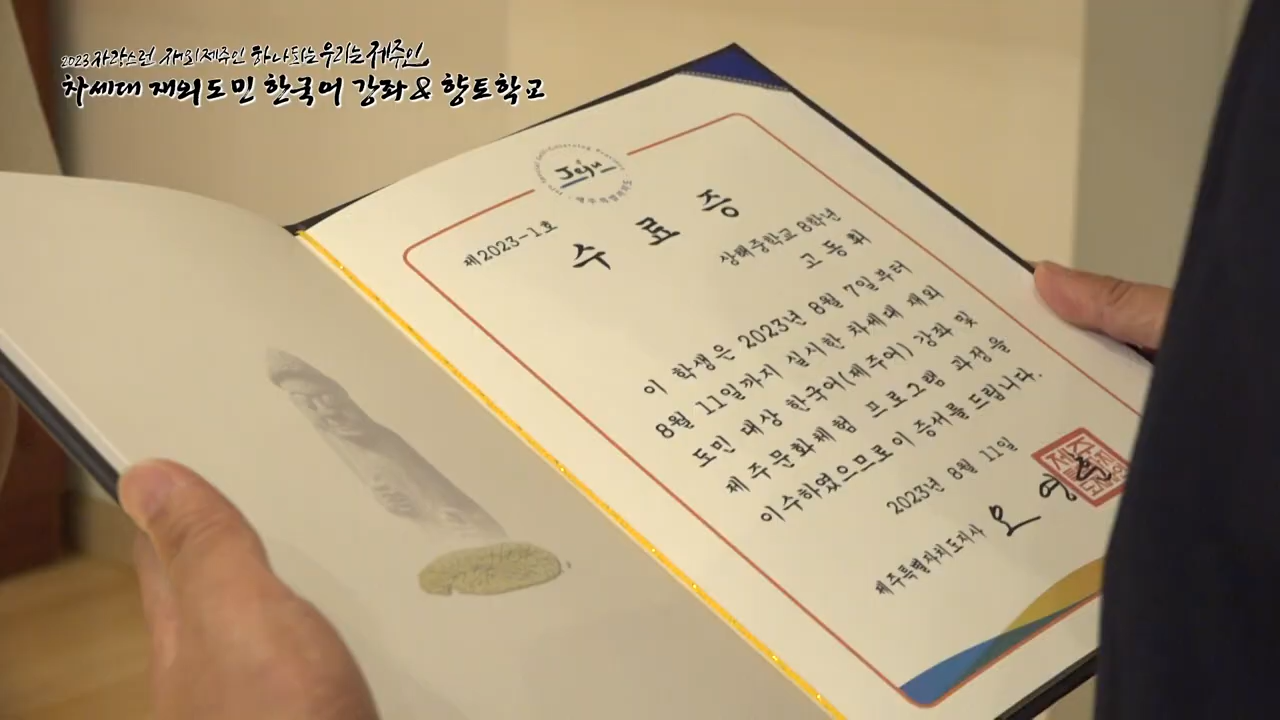 2023 자랑스런 재외제주인 하나되는 우리는 제주인
차세대 재외도민 한국어 강좌 & 향토학교
Jeju
제2023-1호
수 료 증
상해중학교 8학년
고동휘
이 학생은 2023년 8월 7일부터
8월 11일까지 실시한 차세대 재외
도민 대상 한국어(제주어) 강좌 및
제주문화체험 프로그램 과정을
이수하였으므로 이 증서를 드립니다.
2023년 8월 11일
제주특별자치도지사 오영훈